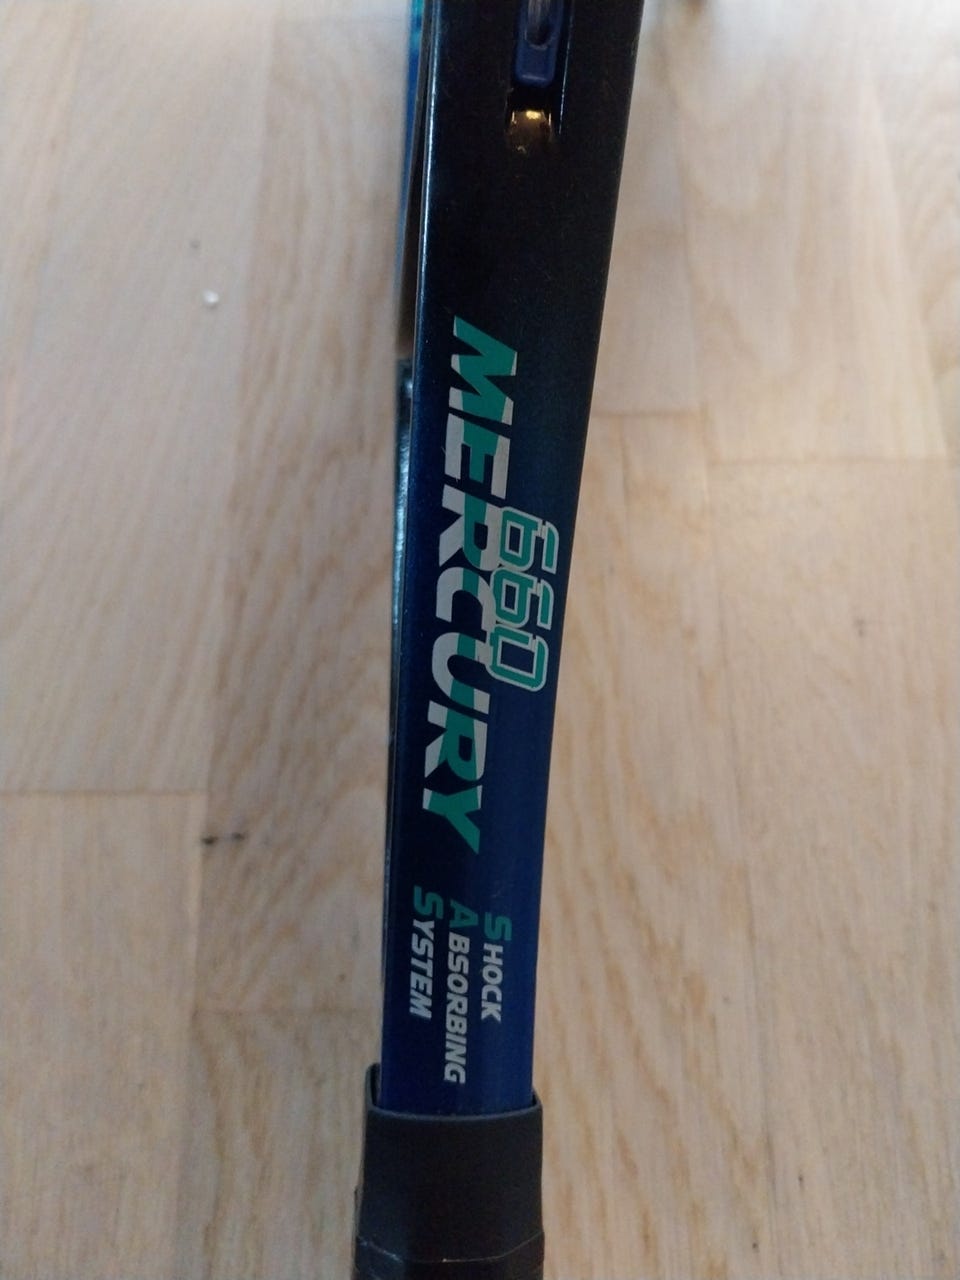 MERCURY
660
SHOCK
ABSORBING
SYSTEM